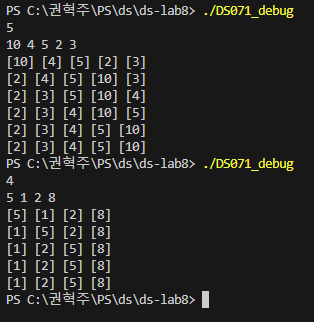 PS C:\권혁주\PS\ds\ds-lab8> ./DS071_debug
5
10 4 5 2 3
[10] [4] [5] [2] [3]
[2] [4] [5] [10] [3]
[2] [3] [5] [10] [4]
[2] [3] [4] [10] [5]
[2] [3] [4] [5] [10]
[2] [3] [4] [5] [10]
PS C:\권혁주\PS\ds\ds-lab8> ./DS071_debug
4
5 1 2 8
[5] [1] [2] [8]
[1] [5] [2] [8]
[1] [2] [5] [8]
[1] [2] [5] [8]
[1] [2] [5] [8]
PS C:\권혁주\PS\ds\ds-lab8>